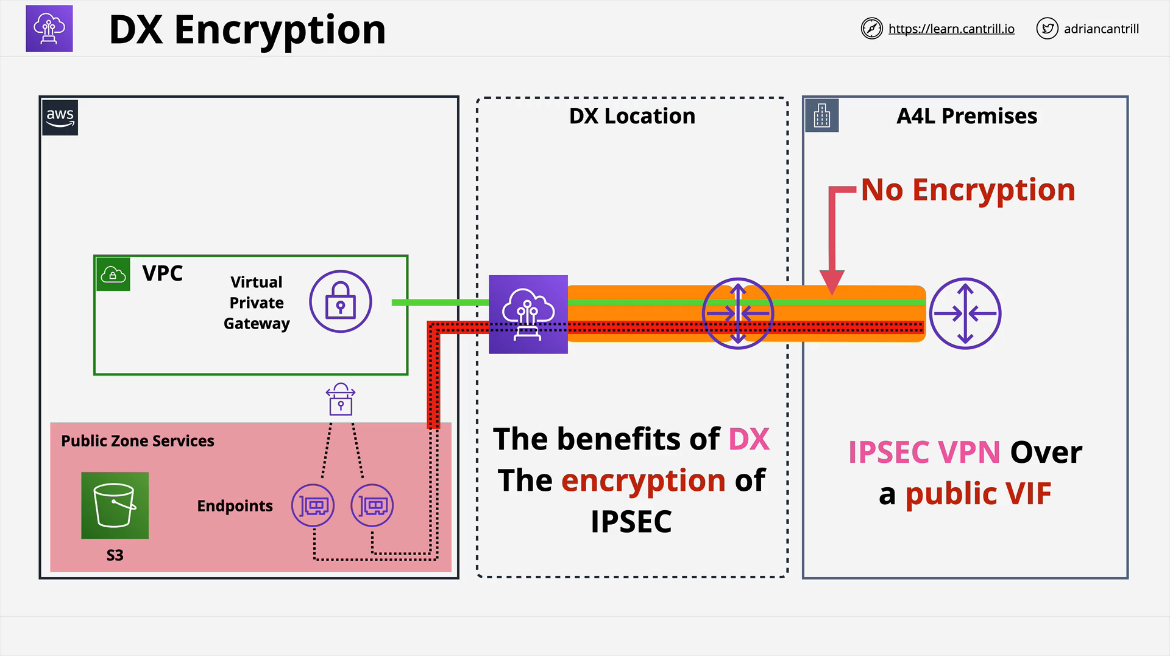 DX Encryption
https://learn.cantrill.io
adriancantrill
aws
DX Location
A4L Premises
No Encryption
VPC
Virtual
Private
Gateway
Public Zone Services
Endpoints
S3
The benefits of DX
The encryption of
IPSEC
IPSEC VPN Over
a public VIF